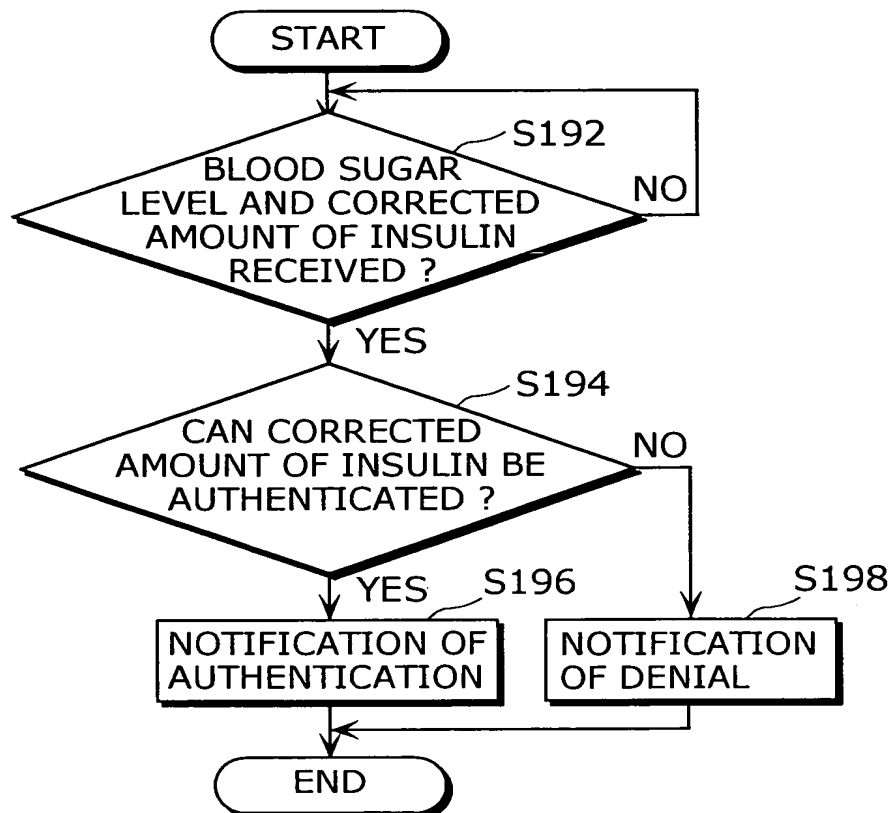 START
S192
BLOOD SUGAR
LEVEL AND CORRECTED
AMOUNT OF INSULIN
RECEIVED ?
NO
YES
S194
CAN CORRECTED
AMOUNT OF INSULIN BE
AUTHENTICATED ?
NO
YES
S196
NOTIFICATION OF
AUTHENTICATION
S198
NOTIFICATION
OF DENIAL
END